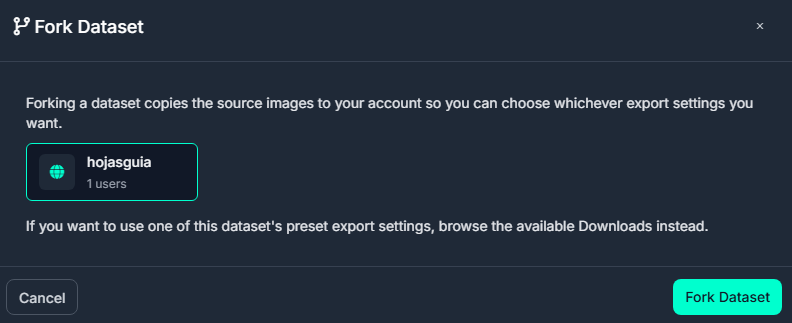 Fork Dataset
×
Forking a dataset copies the source images to your account so you can choose whichever export settings you
want.
hojasguia
1 users
If you want to use one of this dataset's preset export settings, browse the available Downloads instead.
Cancel
Fork Dataset